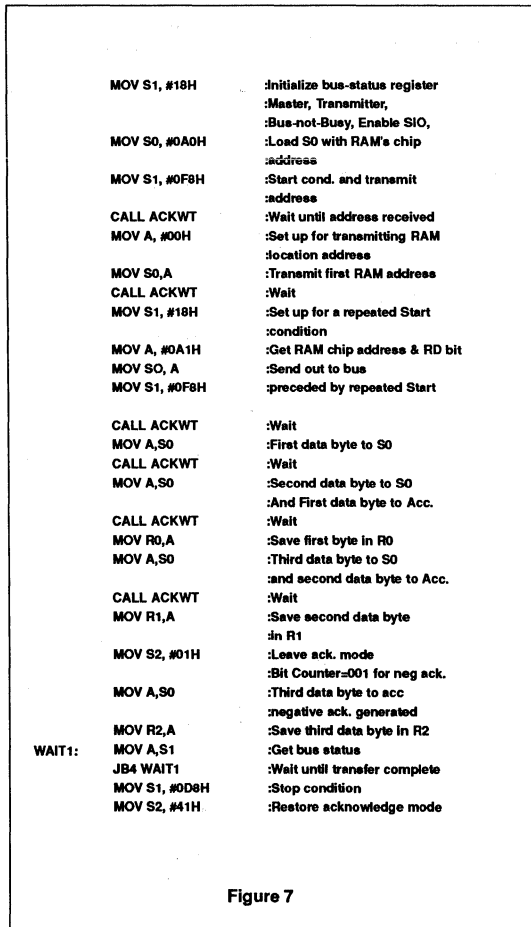 MOV S1, #18H :Initialize bus-status register
:Master, Transmitter,
:Bus-not-Busy, Enable SIO,
MOV S0, #0A0H :Load S0 with RAM's chip
:address
MOV S1, #0F8H :Start cond. and transmit
:address
CALL ACKWT :Wait until address received
MOV A, #00H :Set up for transmitting RAM
:location address
MOV S0,A :Transmit first RAM address
CALL ACKWT :Wait
MOV S1, #18H :Set up for a repeated Start
:condition
MOV A, #0A1H :Get RAM chip address & RD bit
MOV SO, A :Send out to bus
MOV S1, #0F8H :preceded by repeated Start
CALL ACKWT :Wait
MOV A,S0 :First data byte to S0
CALL ACKWT :Wait
MOV A,S0 :Second data byte to S0
:And First data byte to Acc.
CALL ACKWT :Wait
MOV R0,A :Save first byte in R0
MOV A,S0 :Third data byte to S0
:and second data byte to Acc.
CALL ACKWT :Wait
MOV R1,A :Save second data byte
:in R1
MOV S2, #01H :Leave ack. mode
:Bit Counter=001 for neg ack.
MOV A,S0 :Third data byte to acc
:negative ack. generated
MOV R2,A :Save third data byte in R2
WAIT1: MOV A,S1 :Get bus status
JB4 WAIT1 :Wait until transfer complete
MOV S1, #0D8H :Stop condition
MOV S2, #41H :Restore acknowledge mode
Figure 7